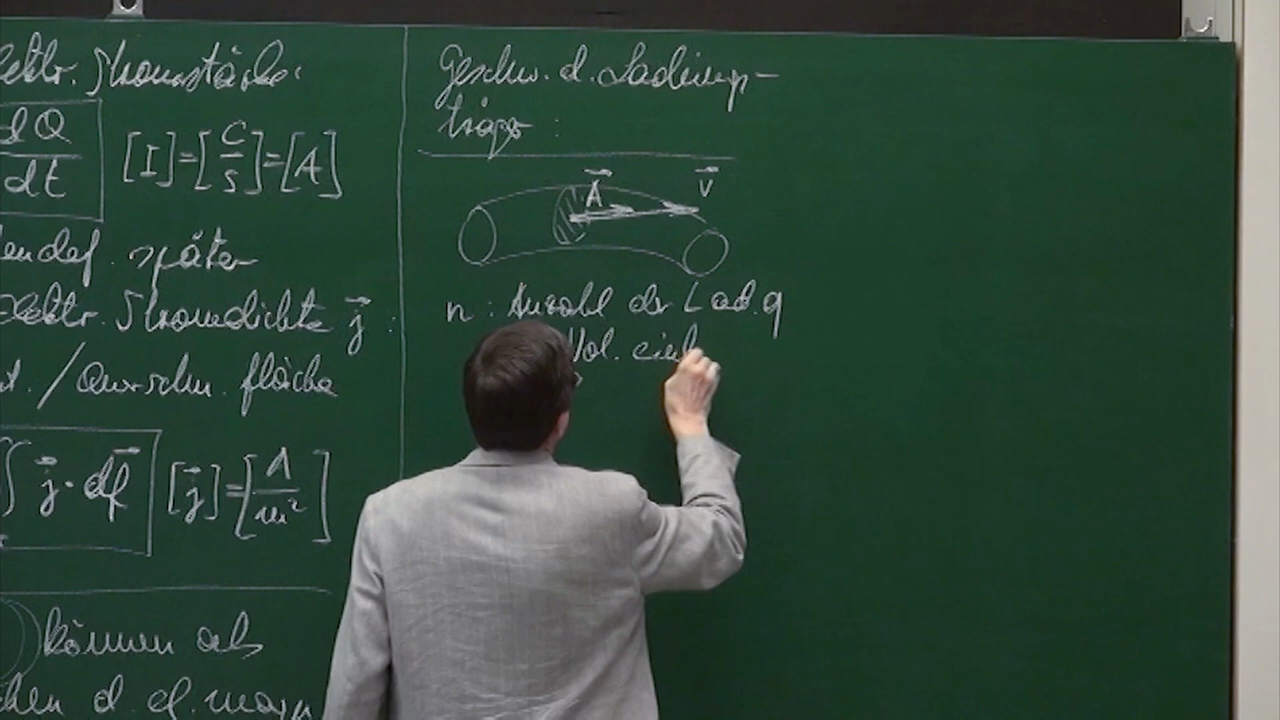 elektr. Stromstärke:
dQ
dt
[I]=[C/s]=[A]
später
elektr. Stromdichte j⃗ :
/ Querschn. fläche
∫ j⃗ · df⃗
[j⃗]=[A/m²]
können als
d. el. magn
Geschw. d. Ladungs-
träger :
A⃗
v⃗
n : Anzahl der Lad. q
Vol. einh